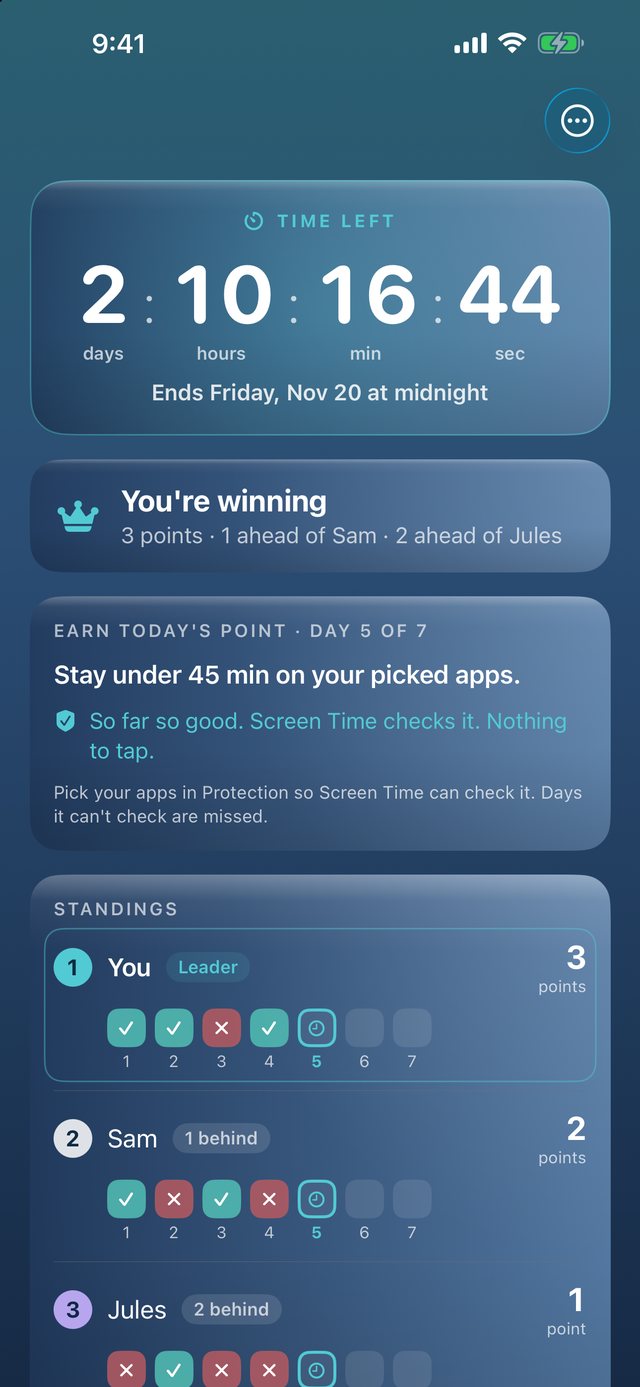 9:41
TIME LEFT
2 : 10 : 16 : 44
days hours min sec
Ends Friday, Nov 20 at midnight
You're winning
3 points · 1 ahead of Sam · 2 ahead of Jules
EARN TODAY'S POINT · DAY 5 OF 7
Stay under 45 min on your picked apps.
So far so good. Screen Time checks it. Nothing
to tap.
Pick your apps in Protection so Screen Time can check it. Days
it can't check are missed.
STANDINGS
1 You Leader 3
points
1 2 3 4 5 6 7
2 Sam 1 behind 2
points
1 2 3 4 5 6 7
3 Jules 2 behind 1
point